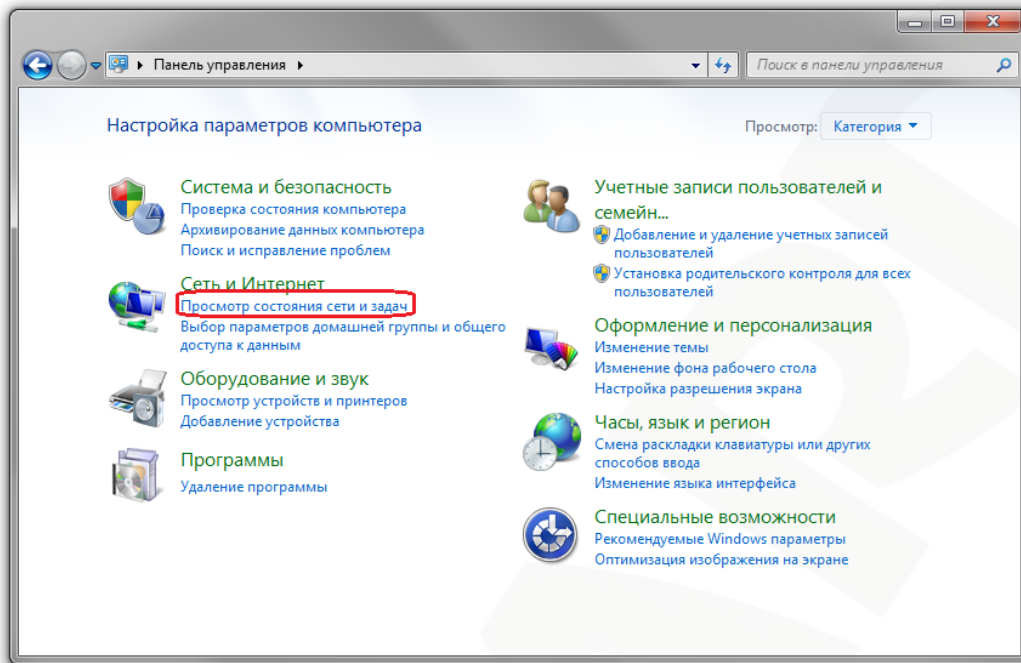 Панель управления
Поиск в панели управления
Настройка параметров компьютера
Просмотр: Категория
Система и безопасность
Проверка состояния компьютера
Архивирование данных компьютера
Поиск и исправление проблем
Сеть и Интернет
Просмотр состояния сети и задач
Выбор параметров домашней группы и общего
доступа к данным
Оборудование и звук
Просмотр устройств и принтеров
Добавление устройства
Программы
Удаление программы
Учетные записи пользователей и
семейн...
Добавление и удаление учетных записей
пользователей
Установка родительского контроля для всех
пользователей
Оформление и персонализация
Изменение темы
Изменение фона рабочего стола
Настройка разрешения экрана
Часы, язык и регион
Смена раскладки клавиатуры или других
способов ввода
Изменение языка интерфейса
Специальные возможности
Рекомендуемые Windows параметры
Оптимизация изображения на экране